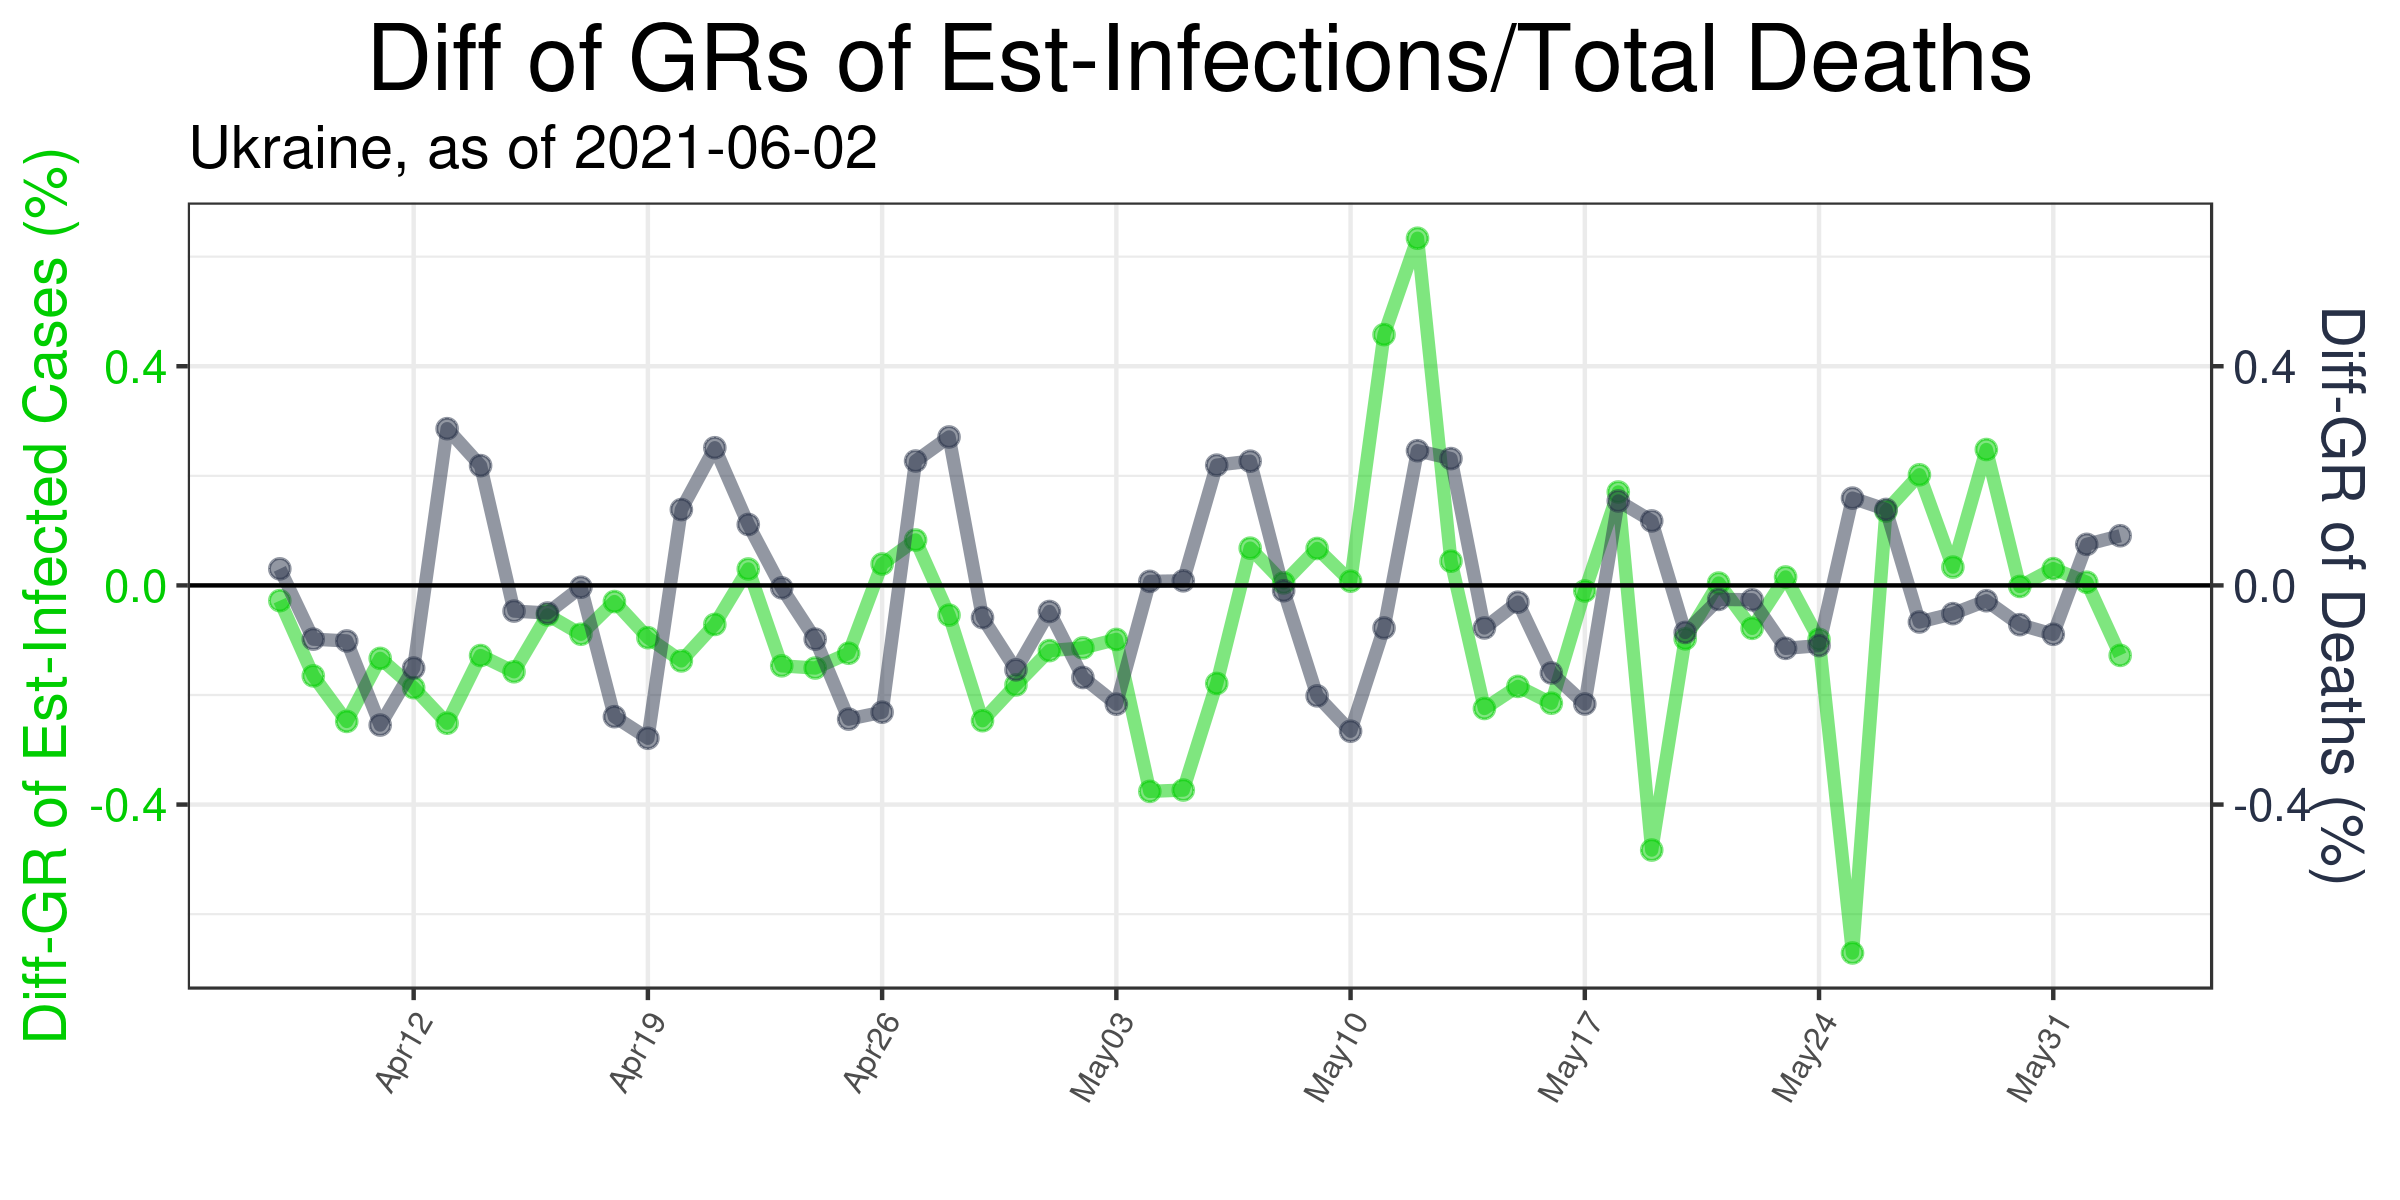 Diff of GRs of Est-Infections/Total Deaths
Ukraine, as of 2021-06-02
Diff-GR of Est-Infected Cases (%)
0.4
0.0
-0.4
0.4
0.0
-0.4
Diff-GR of Deaths (%)
Apr12
Apr19
Apr26
May03
May10
May17
May24
May31